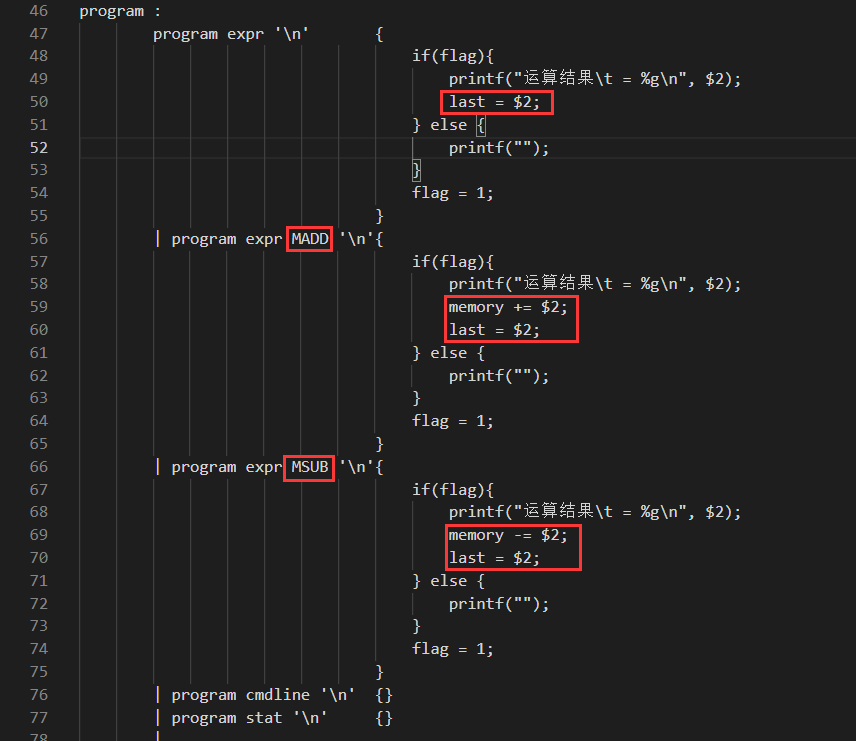 46 program :
47 program expr '\n' {
48 if(flag){
49 printf("运算结果\t = %g\n", $2);
50 last = $2;
51 } else {
52 printf("");
53 }
54 flag = 1;
55 }
56 | program expr MADD '\n'{
57 if(flag){
58 printf("运算结果\t = %g\n", $2);
59 memory += $2;
60 last = $2;
61 } else {
62 printf("");
63 }
64 flag = 1;
65 }
66 | program expr MSUB '\n'{
67 if(flag){
68 printf("运算结果\t = %g\n", $2);
69 memory -= $2;
70 last = $2;
71 } else {
72 printf("");
73 }
74 flag = 1;
75 }
76 | program cmdline '\n' {}
77 | program stat '\n' {}
78 |